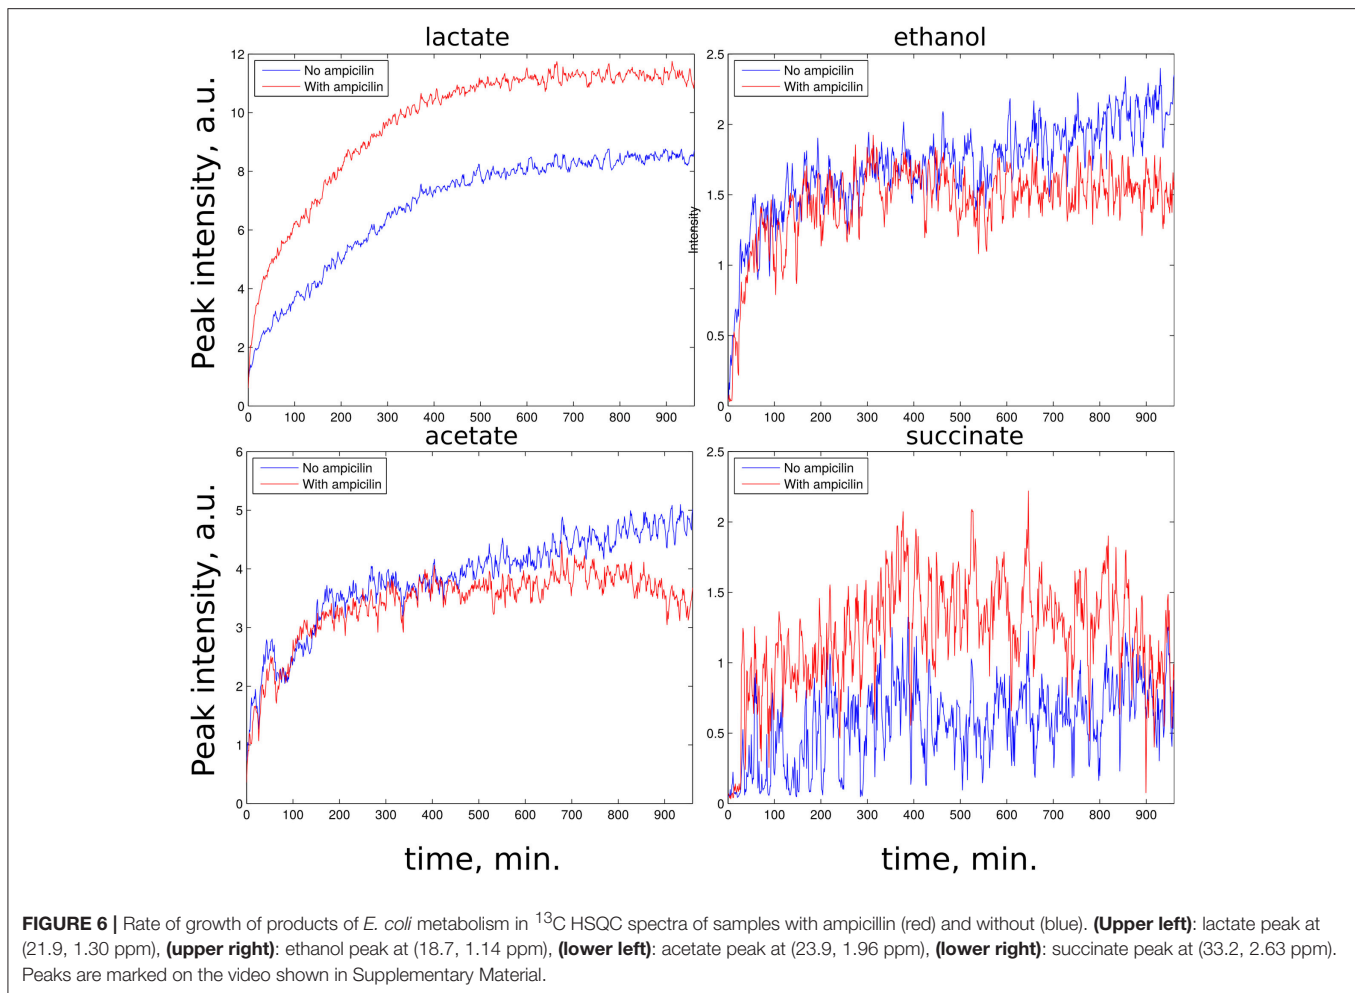 lactate
12
10
8
6
4
2
0
No ampicilin
With ampicilin
Peak intensity, a.u.
0 100 200 300 400 500 600 700 800 900
ethanol
2.5
2
1.5
1
0.5
0
No ampicilin
With ampicilin
Intensity
0 100 200 300 400 500 600 700 800 900
acetate
6
5
4
3
2
1
0
No ampicilin
With ampicilin
Peak intensity, a.u.
0 100 200 300 400 500 600 700 800 900
time, min.
succinate
2.5
2
1.5
1
0.5
0
No ampicilin
With ampicilin
0 100 200 300 400 500 600 700 800 900
time, min.
FIGURE 6 | Rate of growth of products of E. coli metabolism in ¹³C HSQC spectra of samples with ampicillin (red) and without (blue). (Upper left): lactate peak at
(21.9, 1.30 ppm), (upper right): ethanol peak at (18.7, 1.14 ppm), (lower left): acetate peak at (23.9, 1.96 ppm), (lower right): succinate peak at (33.2, 2.63 ppm).
Peaks are marked on the video shown in Supplementary Material.